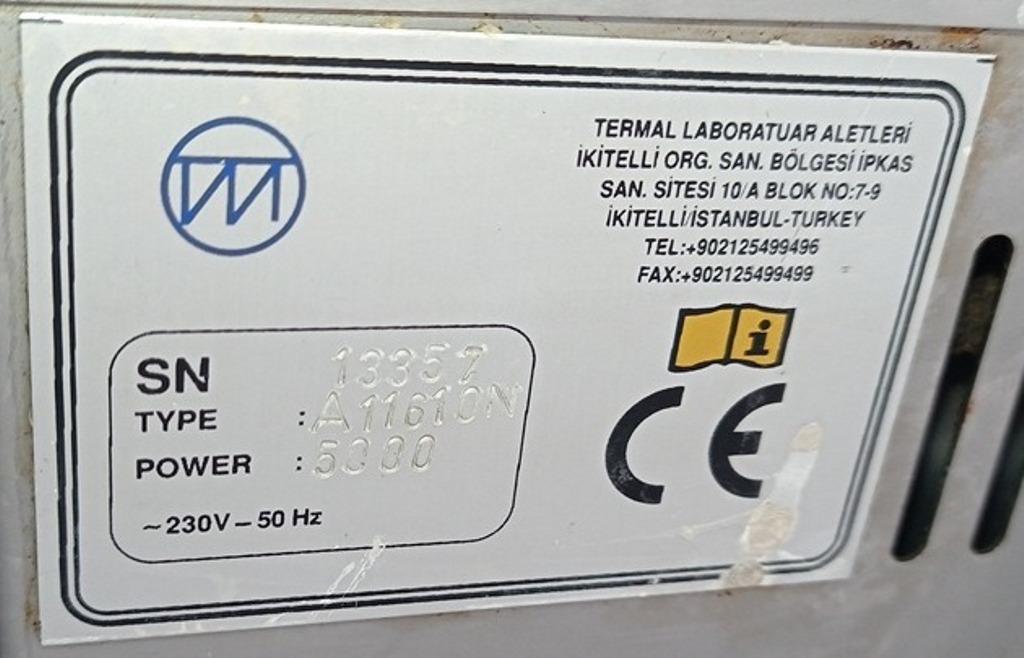 TERMAL LABORATUAR ALETLERİ
İKİTELLİ ORG. SAN. BÖLGESİ İPKAS
SAN. SİTESİ 10/A BLOK NO:7-9
İKİTELLİ/İSTANBUL-TURKEY
TEL:+902125499496
FAX:+902125499499
i
CE
SN 13357
TYPE : A11610N
POWER : 5000
~230V – 50 Hz